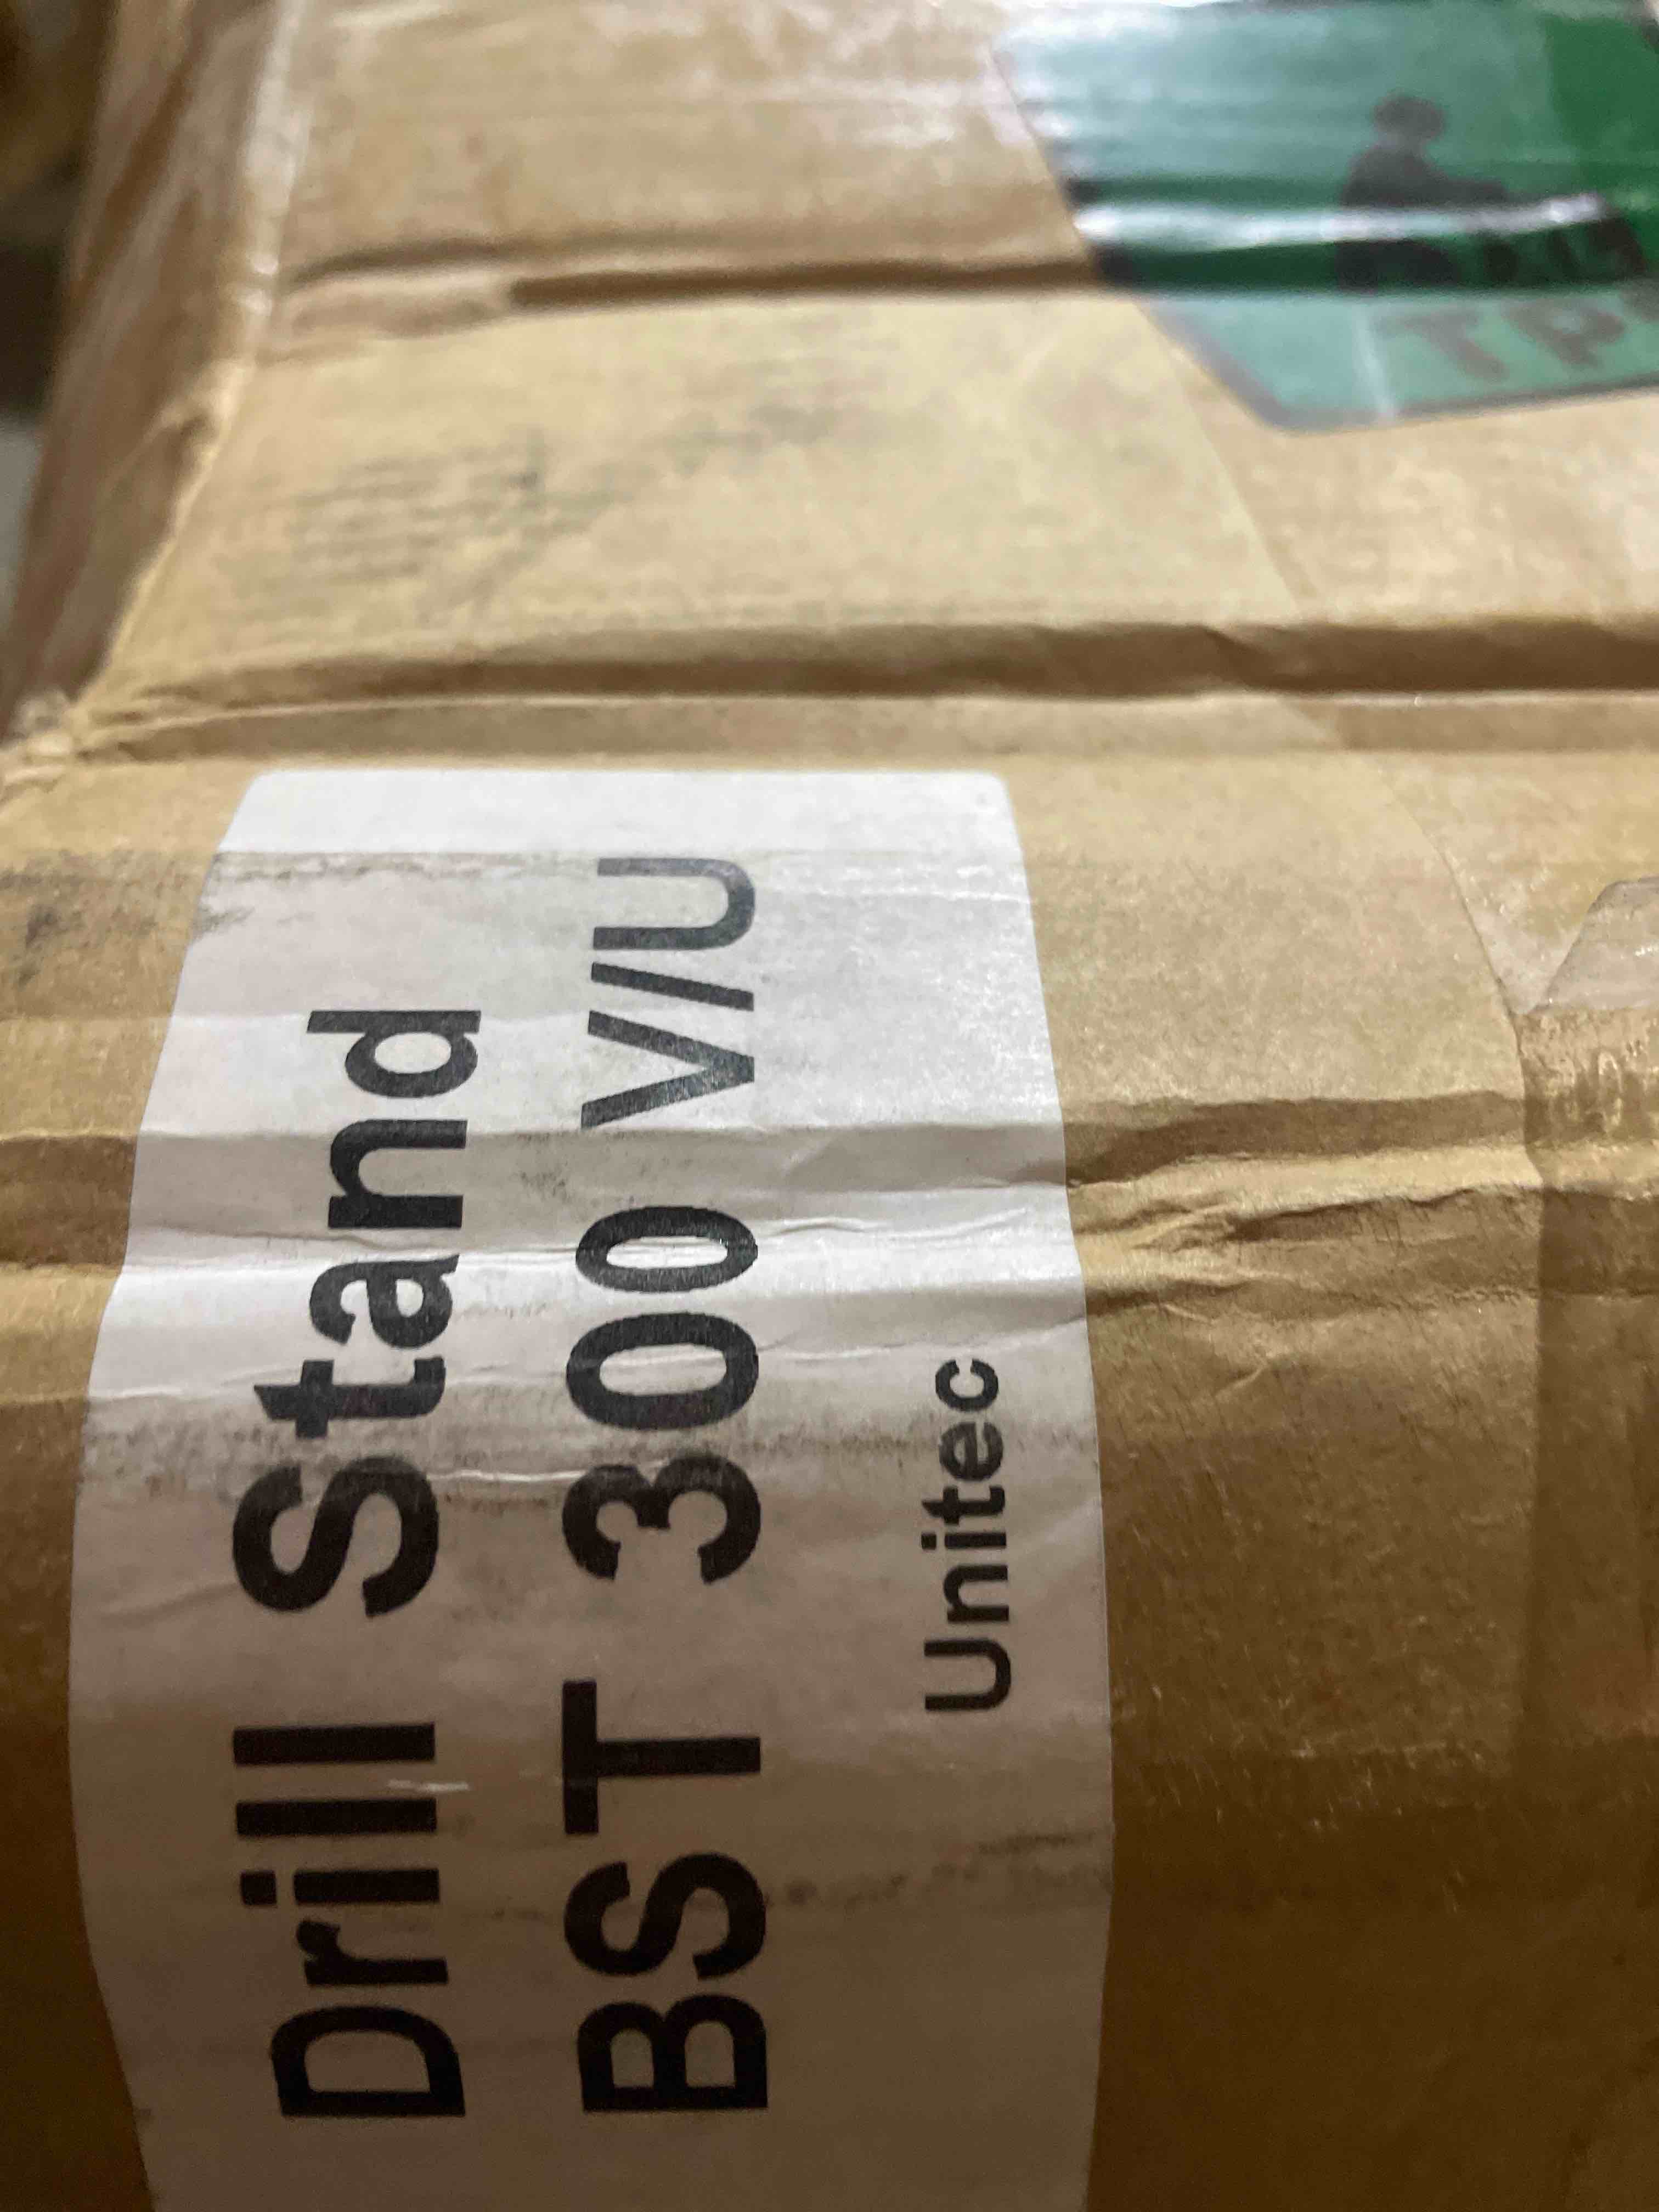 Drill Stand
BST 300 V/U
Unitec